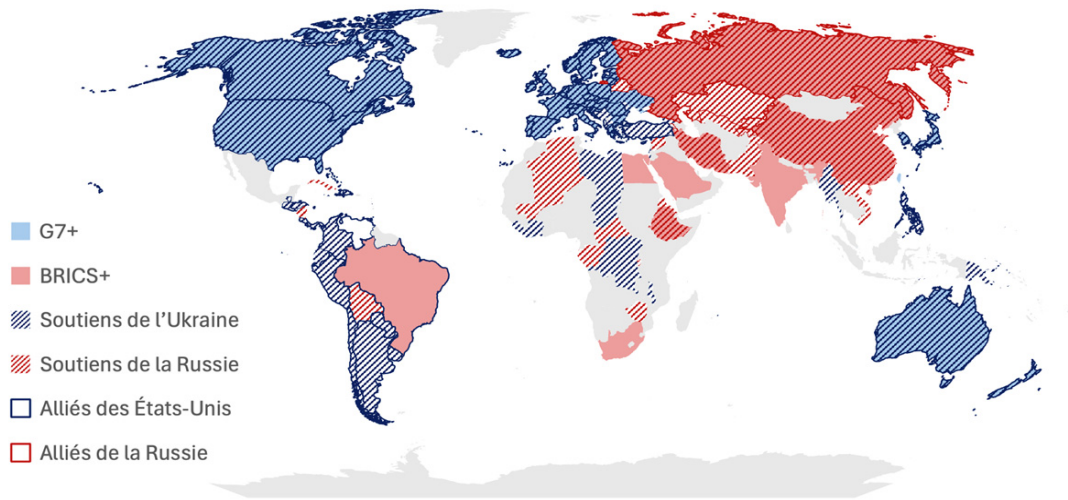 G7+
BRICS+
Soutiens de l’Ukraine
Soutiens de la Russie
Alliés des États-Unis
Alliés de la Russie